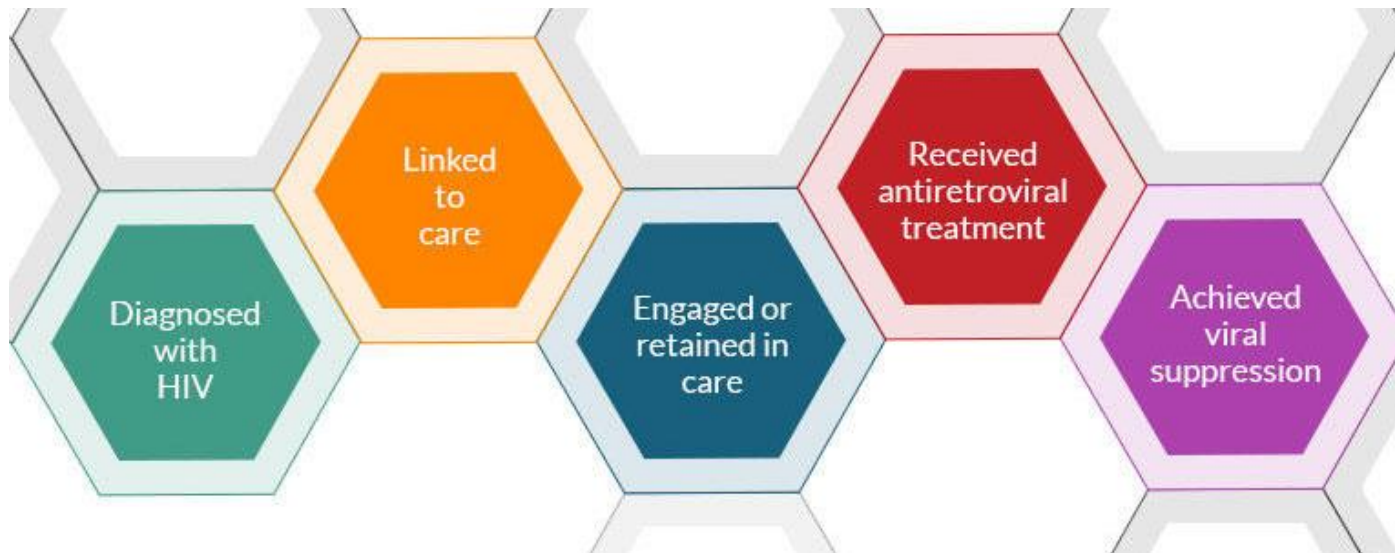 Diagnosed
with
HIV
Linked
to
care
Engaged or
retained in
care
Received
antiretroviral
treatment
Achieved
viral
suppression